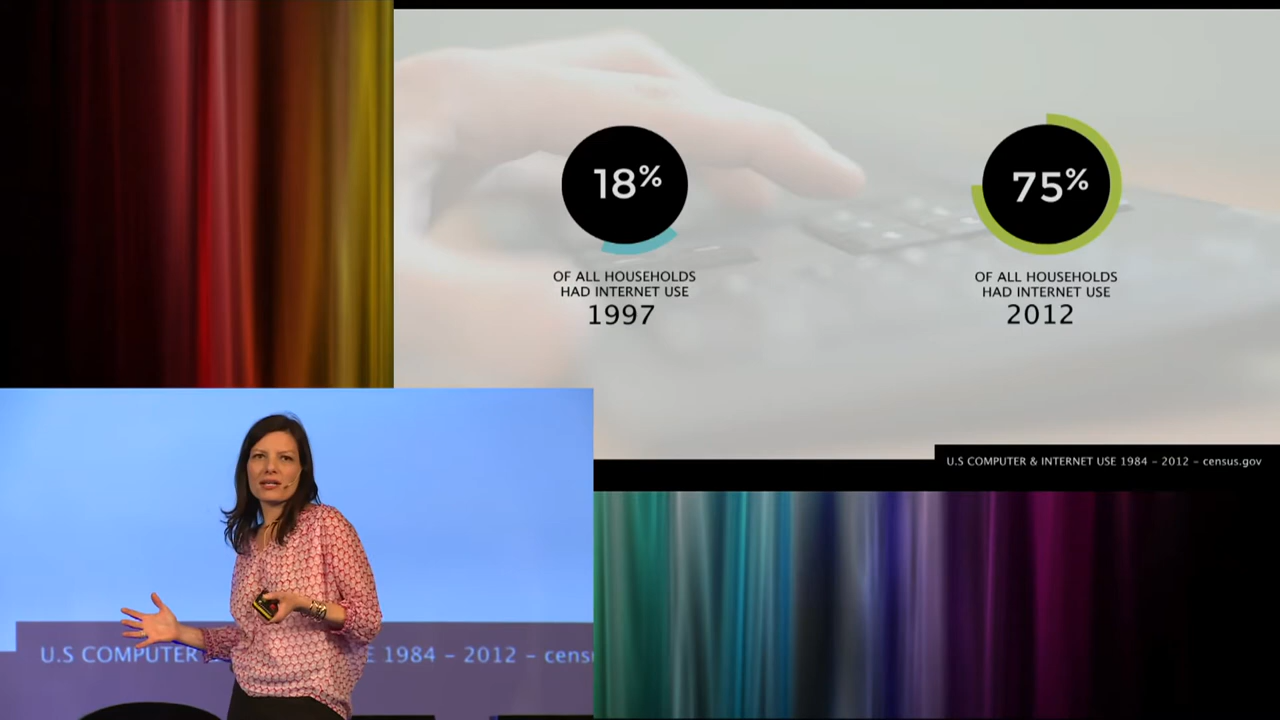 18%
OF ALL HOUSEHOLDS
HAD INTERNET USE
1997
75%
OF ALL HOUSEHOLDS
HAD INTERNET USE
2012
U.S COMPUTER & INTERNET USE 1984 – 2012 – census.gov
U.S COMPUTER E 1984 – 2012 – cens